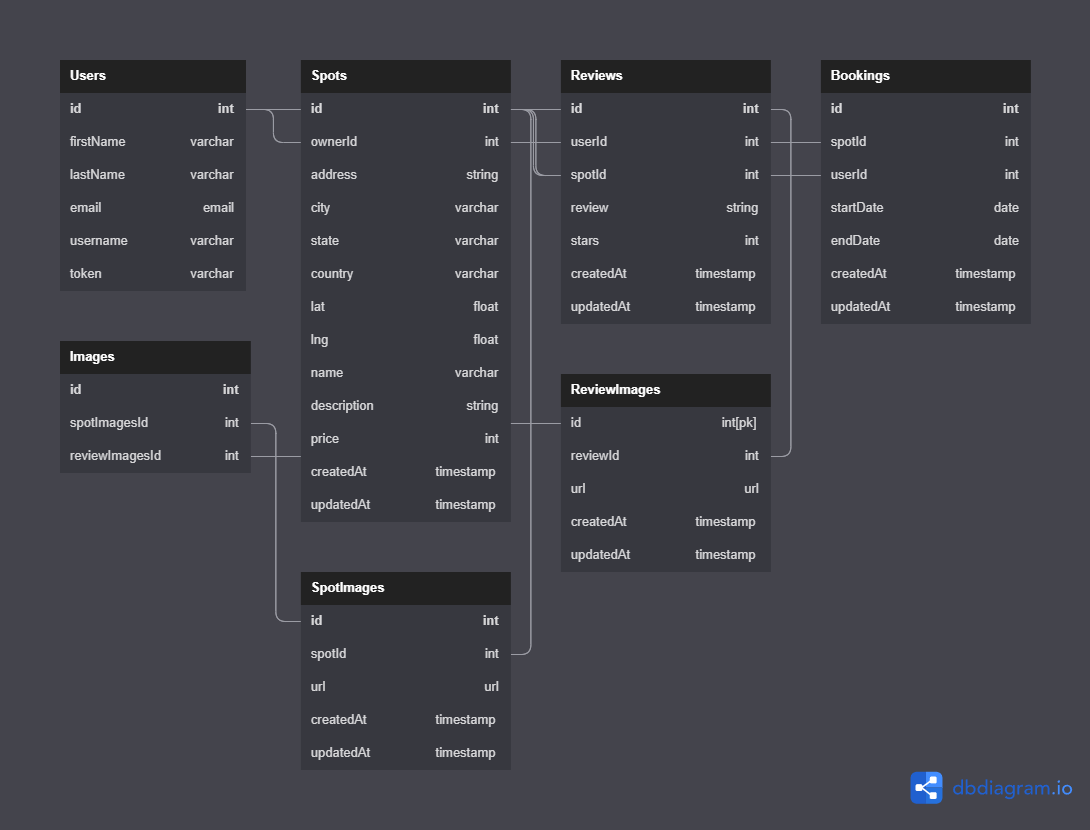 Users
id int
firstName varchar
lastName varchar
email email
username varchar
token varchar
Images
id int
spotImagesId int
reviewImagesId int
Spots
id int
ownerId int
address string
city varchar
state varchar
country varchar
lat float
lng float
name varchar
description string
price int
createdAt timestamp
updatedAt timestamp
SpotImages
id int
spotId int
url url
createdAt timestamp
updatedAt timestamp
Reviews
id int
userId int
spotId int
review string
stars int
createdAt timestamp
updatedAt timestamp
ReviewImages
id int[pk]
reviewId int
url url
createdAt timestamp
updatedAt timestamp
Bookings
id int
spotId int
userId int
startDate date
endDate date
createdAt timestamp
updatedAt timestamp
dbdiagram.io